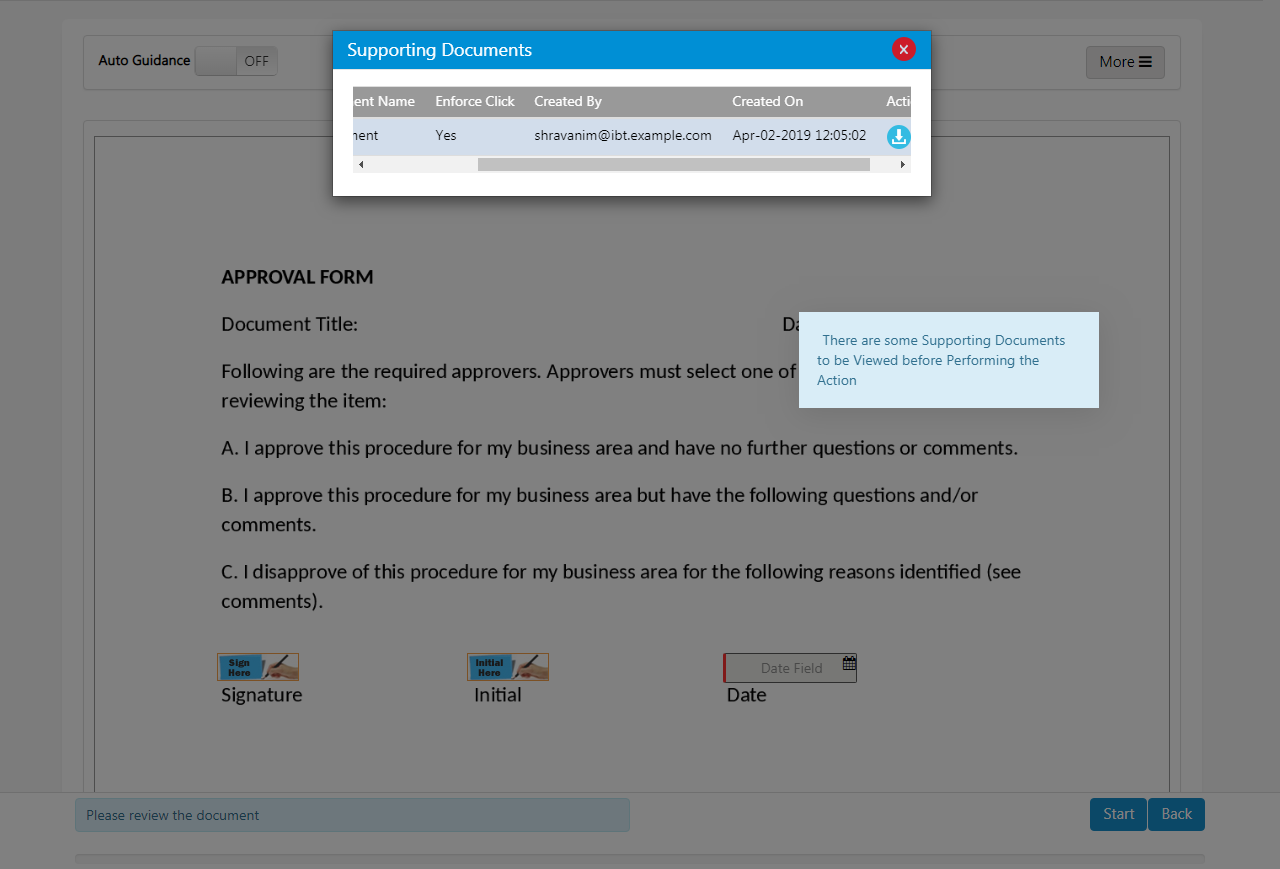 Supporting Documents
Auto Guidance OFF
More
ent Name Enforce Click Created By Created On Acti
nent Yes shravanim@ibt.example.com Apr-02-2019 12:05:02
APPROVAL FORM
Document Title:
There are some Supporting Documents
to be Viewed before Performing the
Action
Following are the required approvers. Approvers must select one of
reviewing the item:
A. I approve this procedure for my business area and have no further questions or comments.
B. I approve this procedure for my business area but have the following questions and/or
comments.
C. I disapprove of this procedure for my business area for the following reasons identified (see
comments).
Sign
Here
Initial
Here
Date Field
Signature Initial Date
Please review the document
Start Back